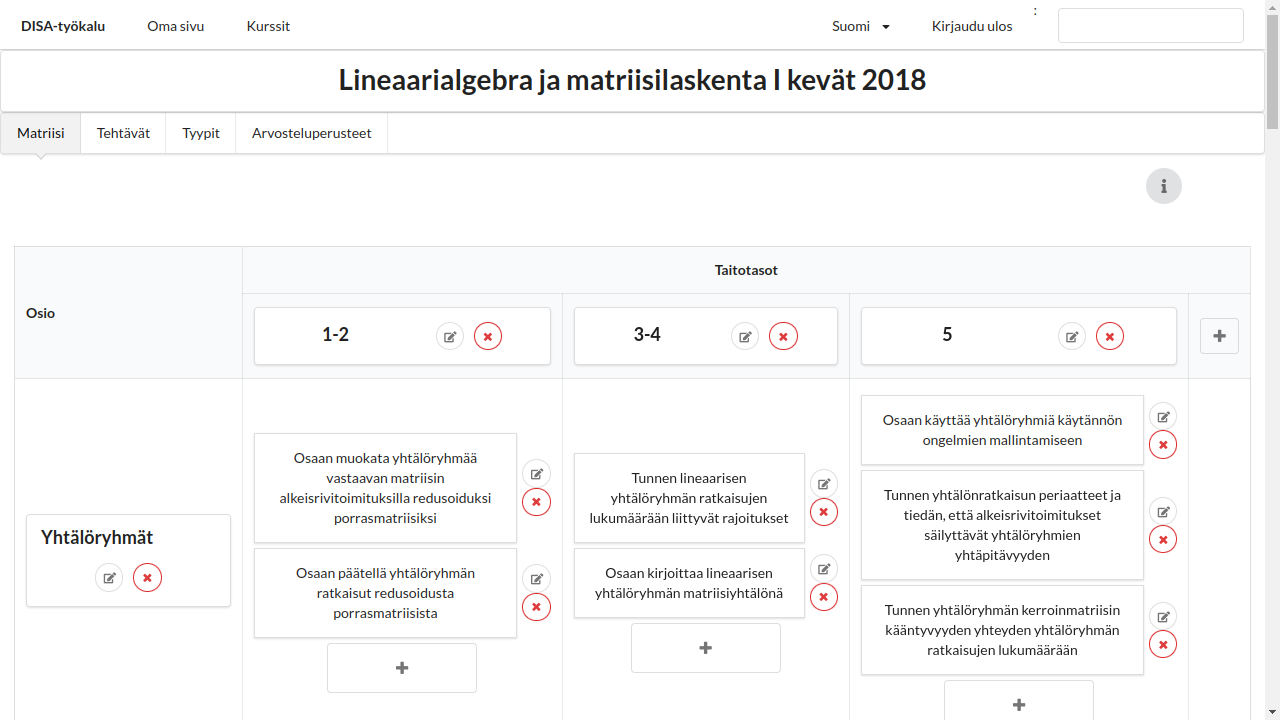 DISA-työkalu Oma sivu Kurssit Suomi Kirjaudu ulos :
Lineaarialgebra ja matriisilaskenta I kevät 2018
Matriisi Tehtävät Tyypit Arvosteluperusteet
Osio
Taitotasot
1-2
3-4
5
Yhtälöryhmät
Osaan muokata yhtälöryhmää
vastaavan matriisin
alkeisrivitoimituksilla redusoiduksi
porrasmatriisiksi
Osaan päätellä yhtälöryhmän
ratkaisut redusoidusta
porrasmatriisista
Tunnen lineaarisen
yhtälöryhmän ratkaisujen
lukumäärään liittyvät rajoitukset
Osaan kirjoittaa lineaarisen
yhtälöryhmän matriisiyhtälönä
Osaan käyttää yhtälöryhmiä käytännön
ongelmien mallintamiseen
Tunnen yhtälönratkaisun periaatteet ja
tiedän, että alkeisrivitoimitukset
säilyttävät yhtälöryhmien
yhtäpitävyyden
Tunnen yhtälöryhmän kerroinmatriisin
kääntyvyyden yhteyden yhtälöryhmän
ratkaisujen lukumäärään